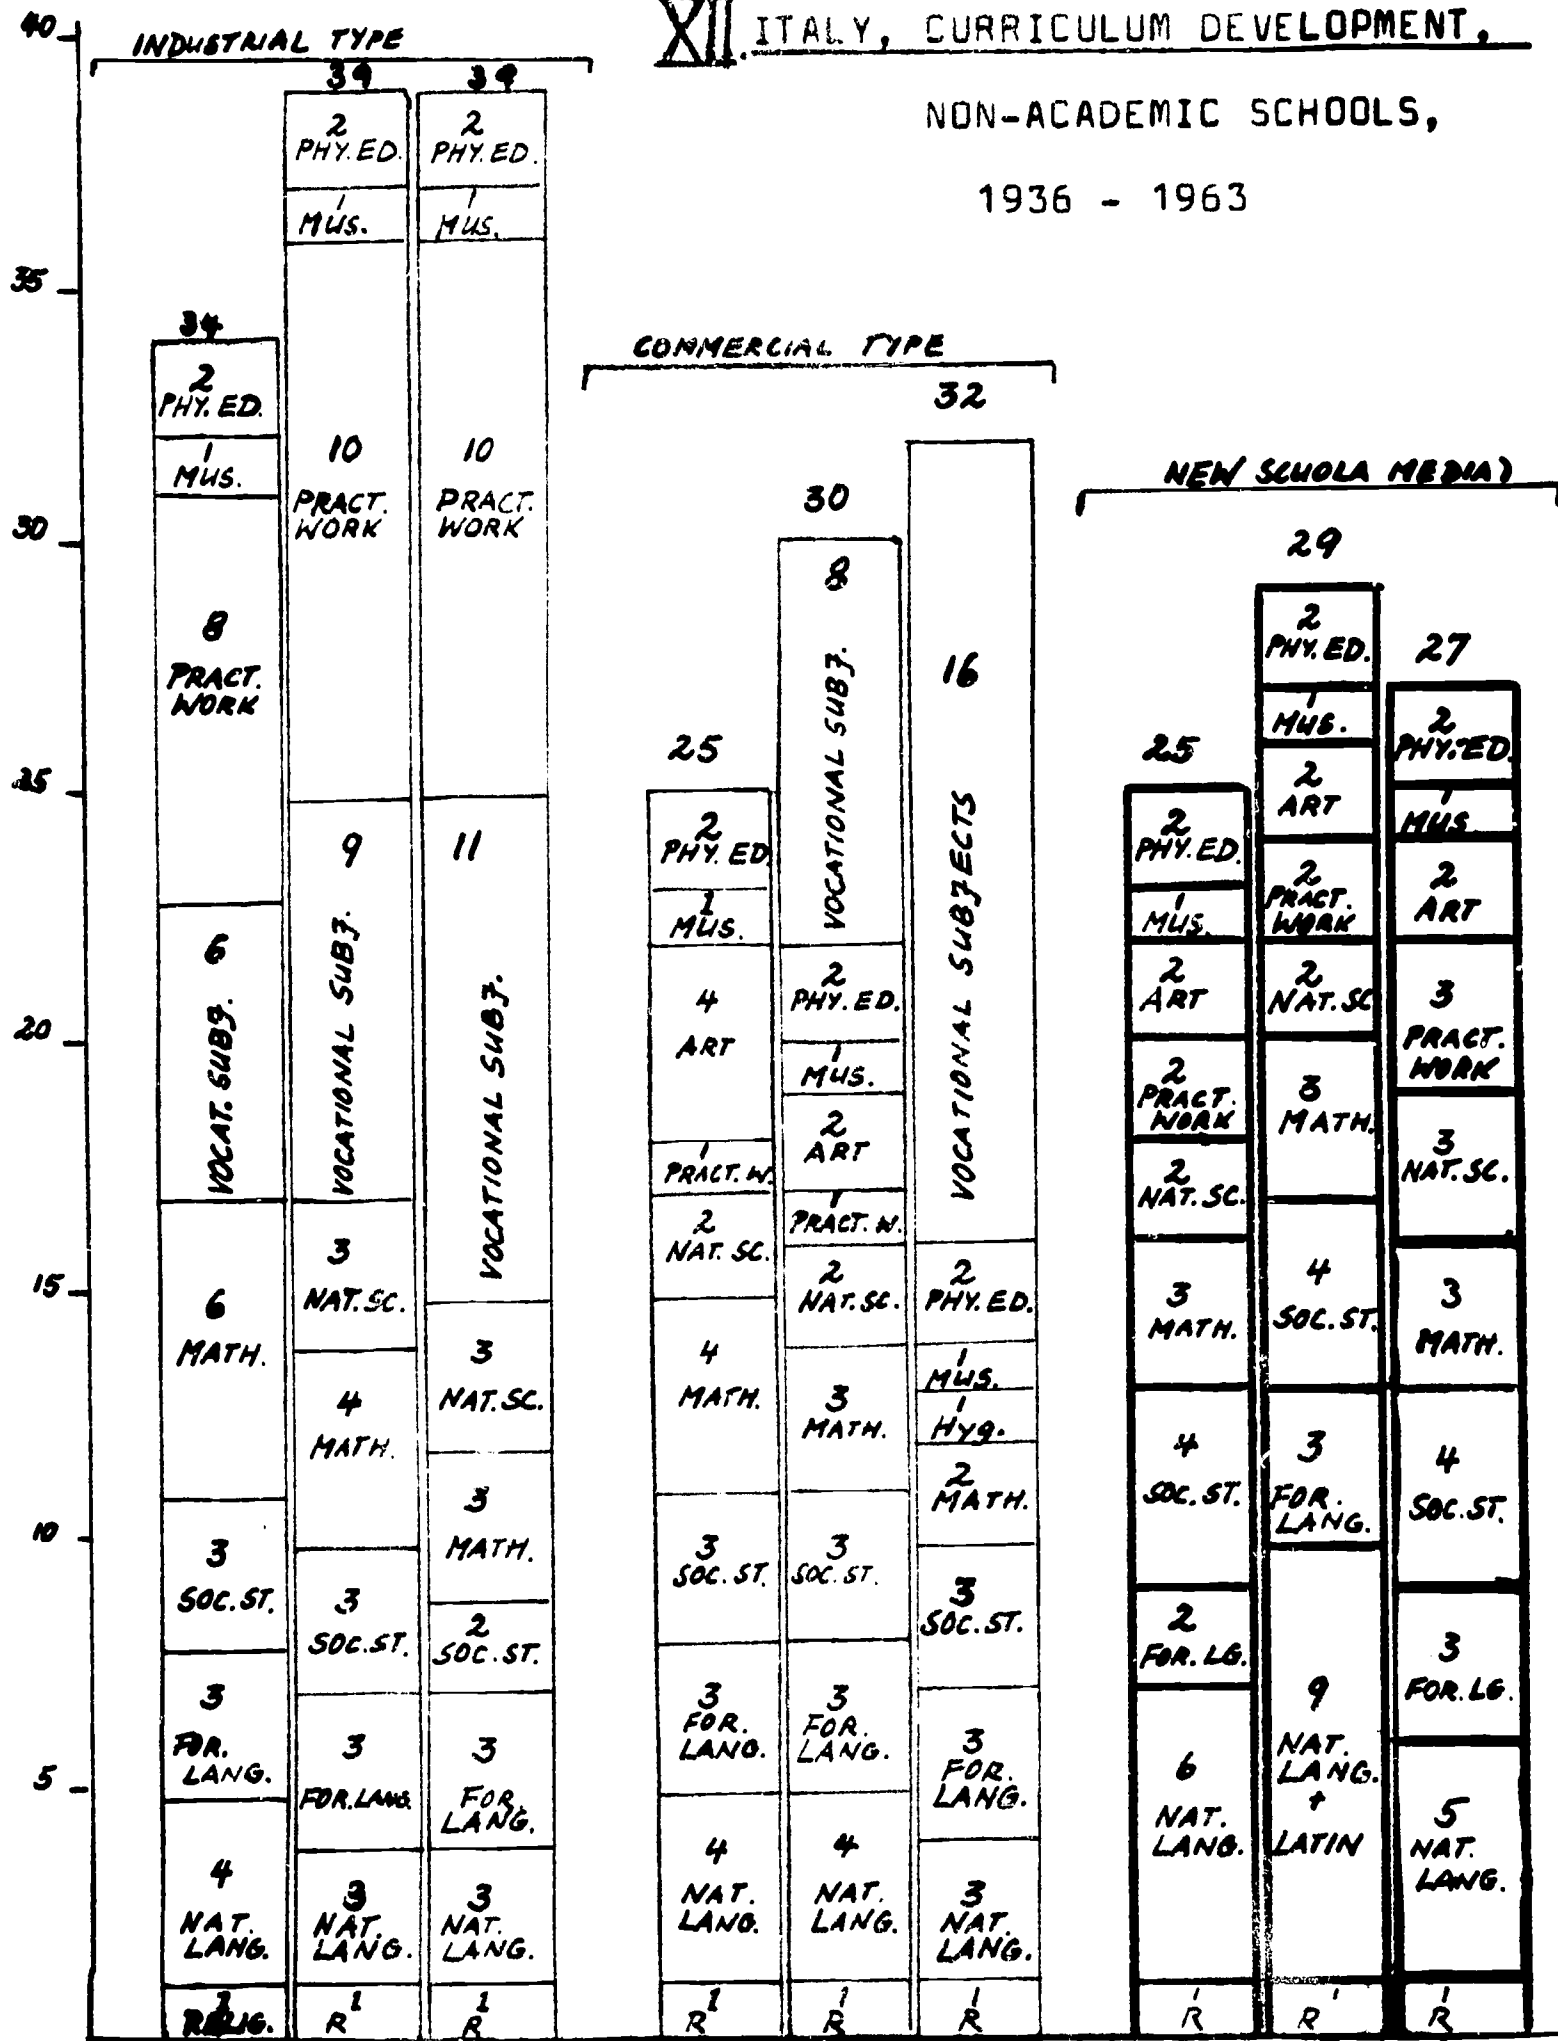 XII. ITALY, CURRICULUM DEVELOPMENT,
NON-ACADEMIC SCHOOLS,
1936 - 1963
40
35
30
25
20
15
10
5
INDUSTRIAL TYPE
34
2
PHY. ED.
1
MUS.
8
PRACT.
WORK
6
VOCAT. SUBJ.
6
MATH.
3
SOC. ST.
3
FOR.
LANG.
4
NAT.
LANG.
1
RELIG.
39
2
PHY. ED.
1
MUS.
10
PRACT.
WORK
9
VOCATIONAL SUBJ.
3
NAT. SC.
4
MATH.
3
SOC. ST.
3
FOR. LANG.
3
NAT.
LANG.
1
R
39
2
PHY. ED.
1
MUS.
10
PRACT.
WORK
11
VOCATIONAL SUBJ.
3
NAT. SC.
3
MATH.
2
SOC. ST.
3
FOR.
LANG.
3
NAT.
LANG.
1
R
COMMERCIAL TYPE
25
2
PHY. ED
1
MUS.
4
ART
1
PRACT. W.
2
NAT. SC.
4
MATH.
3
SOC. ST.
3
FOR.
LANG.
4
NAT.
LANG.
1
R
30
8
VOCATIONAL SUBJ.
2
PHY. ED.
1
MUS.
2
ART
1
PRACT. W.
2
NAT. SC.
3
MATH.
3
SOC. ST.
3
FOR.
LANG.
4
NAT.
LANG.
1
R
32
16
VOCATIONAL SUBJECTS
2
PHY. ED.
1
MUS.
1
Hyg.
2
MATH.
3
SOC. ST.
3
FOR.
LANG.
3
NAT.
LANG.
1
R
NEW SCUOLA MEDIA)
25
2
PHY. ED.
1
MUS.
2
ART
2
PRACT.
WORK
2
NAT. SC.
3
MATH.
4
SOC. ST.
2
FOR. LG.
6
NAT.
LANG.
1
R
29
2
PHY. ED.
1
MUS.
2
ART
2
PRACT.
WORK
2
NAT. SC
3
MATH.
4
SOC. ST.
3
FOR.
LANG.
9
NAT.
LANG.
+
LATIN
1
R
27
2
PHY. ED.
1
MUS
2
ART
3
PRACT.
WORK
3
NAT. SC.
3
MATH.
4
SOC. ST.
3
FOR. LG.
5
NAT.
LANG.
1
R